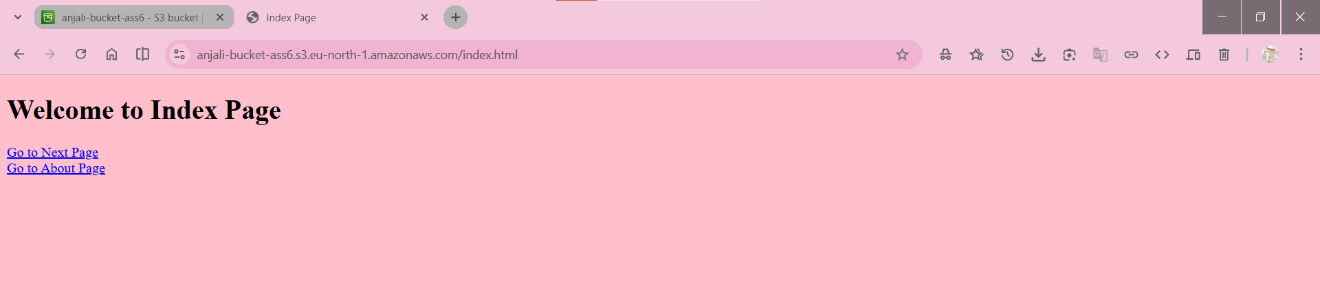 anjali-bucket-ass6 - S3 bucket |
Index Page
anjali-bucket-ass6.s3.eu-north-1.amazonaws.com/index.html
Welcome to Index Page
Go to Next Page
Go to About Page